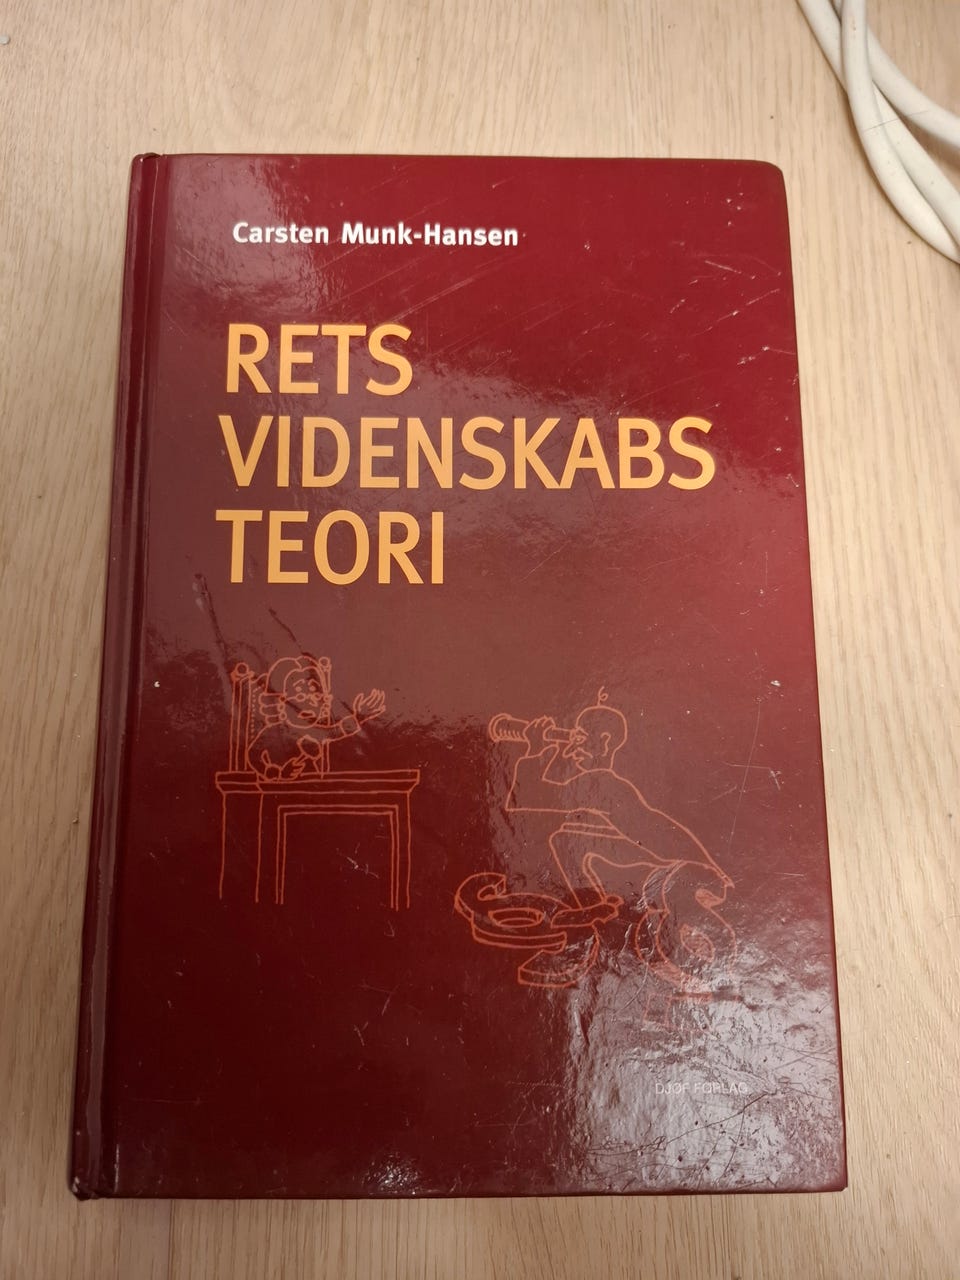 Carsten Munk-Hansen
RETS
VIDENSKABS
TEORI
DJØF FORLAG